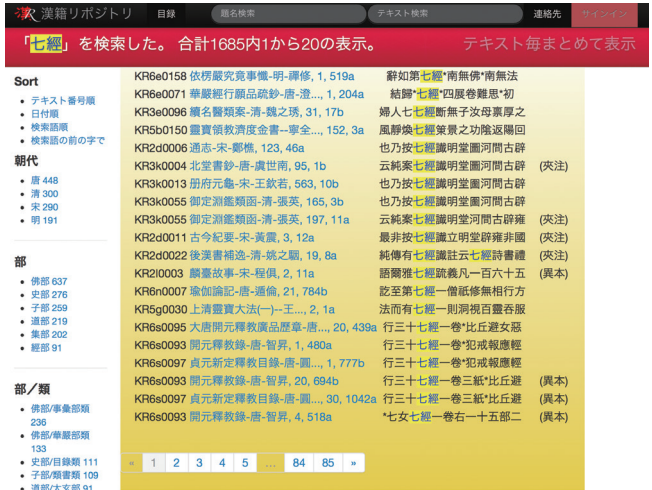 漢籍リポジトリ 目録 題名検索 テキスト検索 連絡先 サインイン
「七經」を検索した。 合計1685内1から20の表示。 テキスト毎まとめて表示
Sort
• テキスト番号順
• 日付順
• 検索語順
• 検索語の前の字で
朝代
• 唐 448
• 清 300
• 宋 290
• 明 191
部
• 佛部 637
• 史部 276
• 子部 259
• 道部 219
• 集部 202
• 經部 91
部／類
• 佛部/事彙部類
236
• 佛部/華嚴部類
133
• 史部/目錄類 111
• 子部/類書類 109
• 道部/太玄部 91
KR6e0158 依楞嚴究竟事懺-明-禪修, 1, 519a 辭如第七經*南無佛*南無法
KR6e0071 華嚴經行願品疏鈔-唐-澄..., 1, 204a 結歸*七經*四展卷難思*初
KR3e0096 續名醫類案-清-魏之琇, 31, 17b 婦人七七經斷無子汝母稟厚之
KR5b0150 靈寶領教濟度金書--寧全..., 152, 3a 風靜煥七經策景之功陰返陽回
KR2d0006 通志-宋-鄭樵, 123, 46a 也乃按七經讖明堂圖河間古辟
KR3k0004 北堂書鈔-唐-虞世南, 95, 1b 云純案七經讖明堂圖河間古辟 (夾注)
KR3k0013 册府元龜-宋-王欽若, 563, 10b 也乃按七經讖明堂圖河間古辟
KR3k0055 御定淵鑑類函-清-張英, 165, 3b 也乃按七經讖明堂圖河間古辟
KR3k0055 御定淵鑑類函-清-張英, 197, 11a 云純案七經讖明堂河間古辟雍 (夾注)
KR2d0011 古今紀要-宋-黃震, 3, 12a 最非按七經讖立明堂辟雍非國 (夾注)
KR2d0022 後漢書補逸-清-姚之駰, 19, 8a 純傳有七經讖註云七經詩書禮 (夾注)
KR2l0003 麟臺故事-宋-程俱, 2, 11a 語爾雅七經疏義凡一百六十五 (異本)
KR6n0007 瑜伽論記-唐-遁倫, 21, 784b 訖至第七經一僧祇修無相行方
KR5g0030 上清靈寶大法(一)--王..., 2, 1a 法而有七經一則洞視百靈吞服
KR6s0095 大唐開元釋教廣品歷章-唐..., 20, 439a 行三十七經一卷*比丘避女惡
KR6s0093 開元釋教錄-唐-智昇, 1, 480a 行三十七經一卷*犯戒報應輕
KR6s0097 貞元新定釋教目錄-唐-圓..., 1, 777b 行三十七經一卷*犯戒報應輕
KR6s0093 開元釋教錄-唐-智昇, 20, 694b 行三十七經一卷三紙*比丘避 (異本)
KR6s0097 貞元新定釋教目錄-唐-圓..., 30, 1042a 行三十七經一卷三紙*比丘避 (異本)
KR6s0093 開元釋教錄-唐-智昇, 4, 518a *七女七經一卷右一十五部二 (異本)
« 1 2 3 4 5 ... 84 85 »